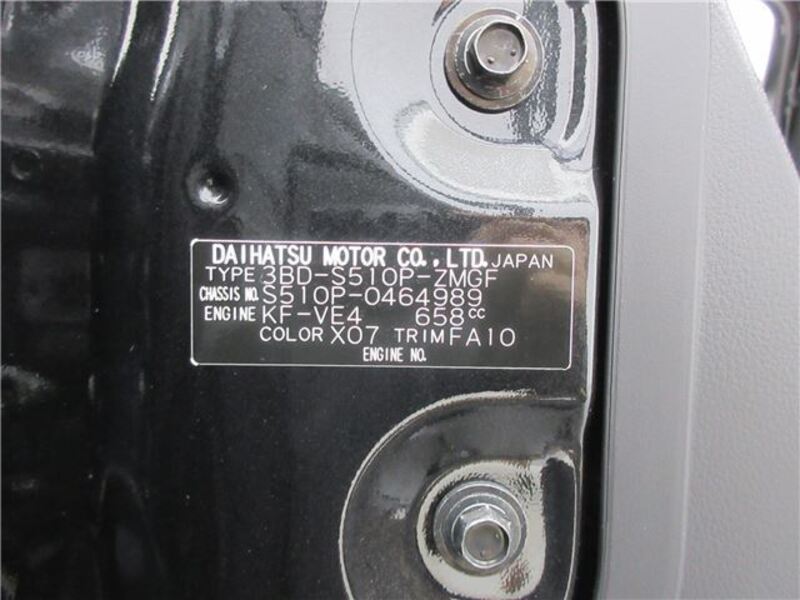 DAIHATSU MOTOR CO., LTD. JAPAN
TYPE 3BD-S510P-ZMGF
CHASSIS NO. S510P-0464989
ENGINE KF-VE4 658cc
COLOR X07 TRIM FA10
ENGINE NO.